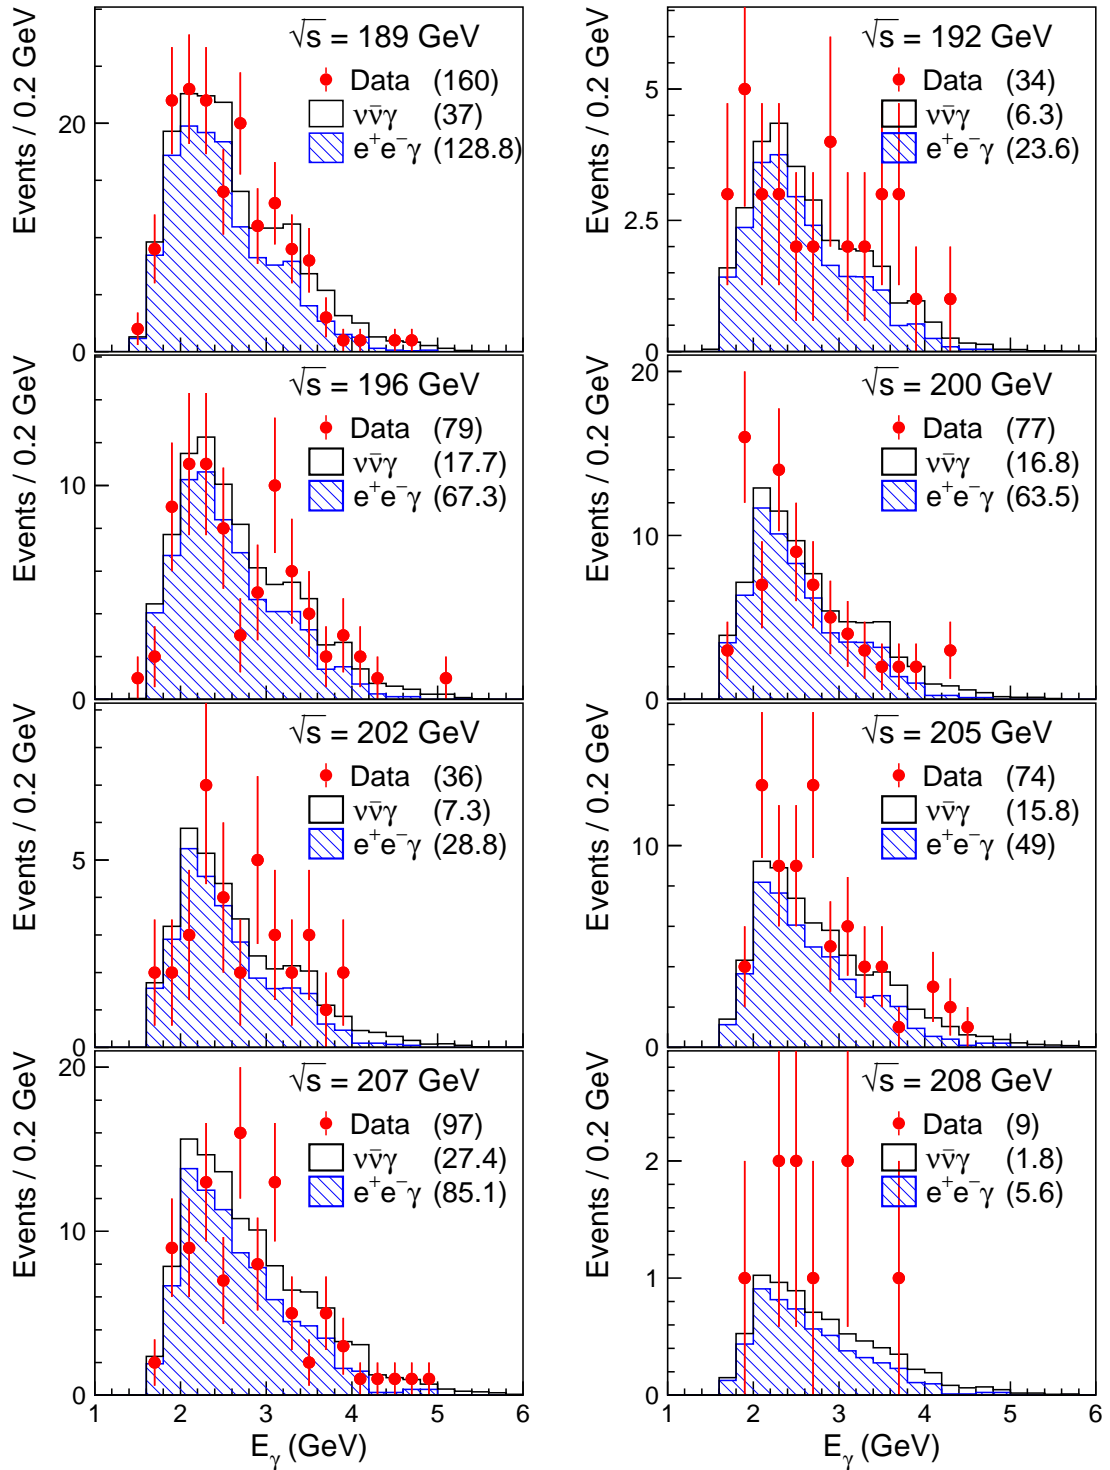 √s = 189 GeV
Data (160)
νν̄γ (37)
e⁺e⁻γ (128.8)
Events / 0.2 GeV
20
0
√s = 192 GeV
Data (34)
νν̄γ (6.3)
e⁺e⁻γ (23.6)
Events / 0.2 GeV
5
2.5
0
√s = 196 GeV
Data (79)
νν̄γ (17.7)
e⁺e⁻γ (67.3)
Events / 0.2 GeV
10
0
√s = 200 GeV
Data (77)
νν̄γ (16.8)
e⁺e⁻γ (63.5)
Events / 0.2 GeV
20
10
0
√s = 202 GeV
Data (36)
νν̄γ (7.3)
e⁺e⁻γ (28.8)
Events / 0.2 GeV
5
0
√s = 205 GeV
Data (74)
νν̄γ (15.8)
e⁺e⁻γ (49)
Events / 0.2 GeV
10
0
√s = 207 GeV
Data (97)
νν̄γ (27.4)
e⁺e⁻γ (85.1)
Events / 0.2 GeV
20
10
0
1 2 3 4 5 6
E_γ (GeV)
√s = 208 GeV
Data (9)
νν̄γ (1.8)
e⁺e⁻γ (5.6)
Events / 0.2 GeV
2
1
0
1 2 3 4 5 6
E_γ (GeV)